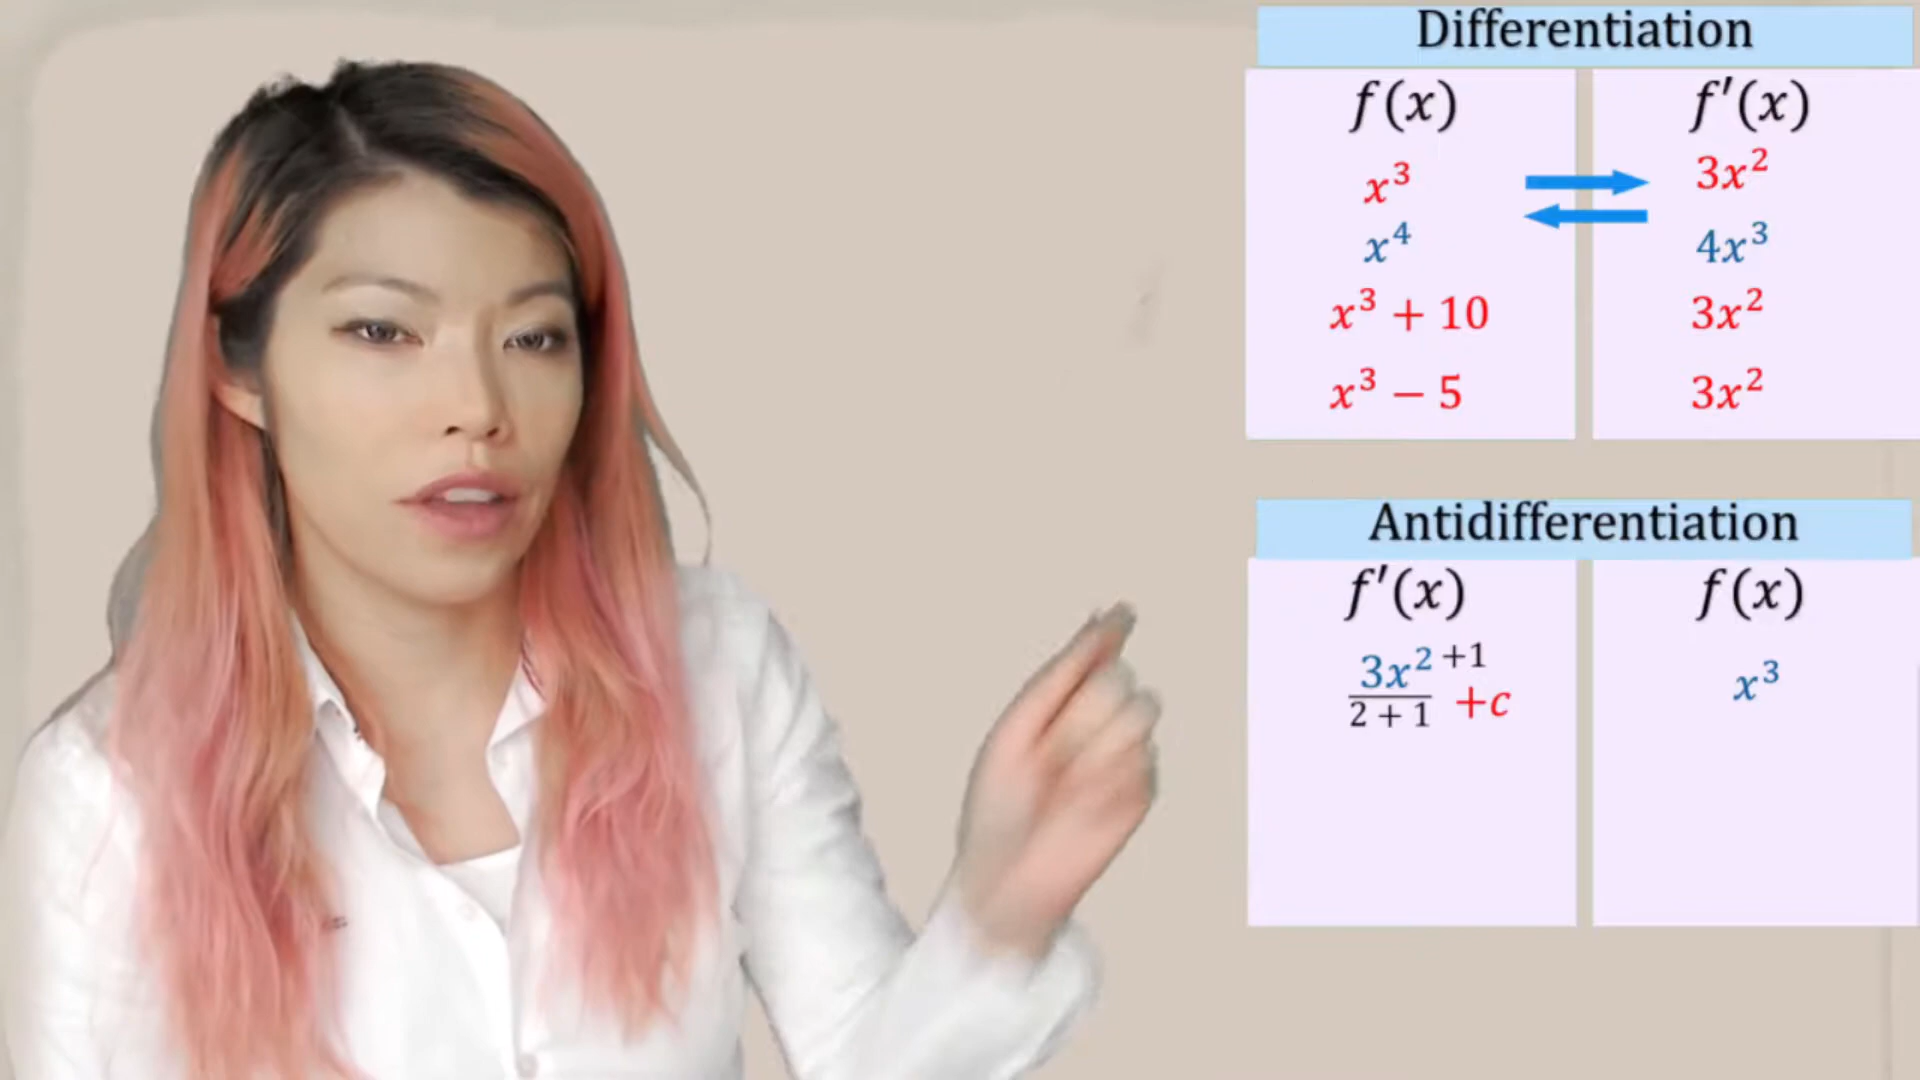 Differentiation
f(x) f′(x)
x³ 3x²
x⁴ 4x³
x³ + 10 3x²
x³ − 5 3x²
Antidifferentiation
f′(x) f(x)
3x² +1
2 + 1 +c x³